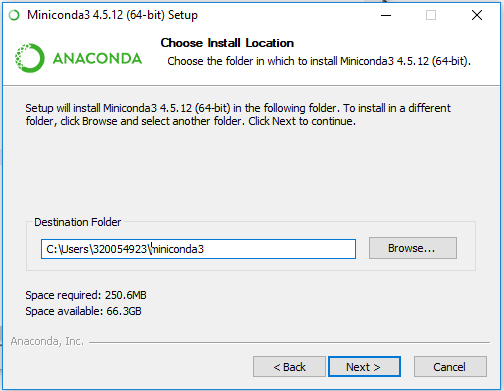 Miniconda3 4.5.12 (64-bit) Setup
ANACONDA
Choose Install Location
Choose the folder in which to install Miniconda3 4.5.12 (64-bit).
Setup will install Miniconda3 4.5.12 (64-bit) in the following folder. To install in a different
folder, click Browse and select another folder. Click Next to continue.
Destination Folder
C:\Users\320054923\miniconda3
Browse...
Space required: 250.6MB
Space available: 66.3GB
Anaconda, Inc.
< Back
Next >
Cancel